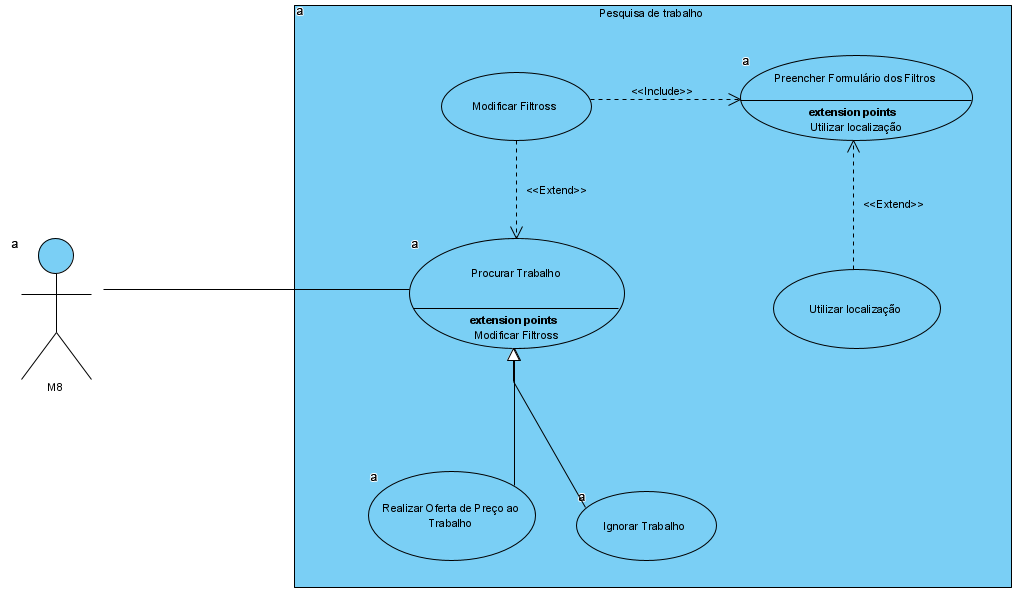 a
Pesquisa de trabalho
a
Preencher Formulário dos Filtros
extension points
Utilizar localização
Modificar Filtross
<<Include>>
<<Extend>>
<<Extend>>
a
a
Procurar Trabalho
extension points
Modificar Filtross
Utilizar localização
M8
a
Realizar Oferta de Preço ao
Trabalho
a
Ignorar Trabalho